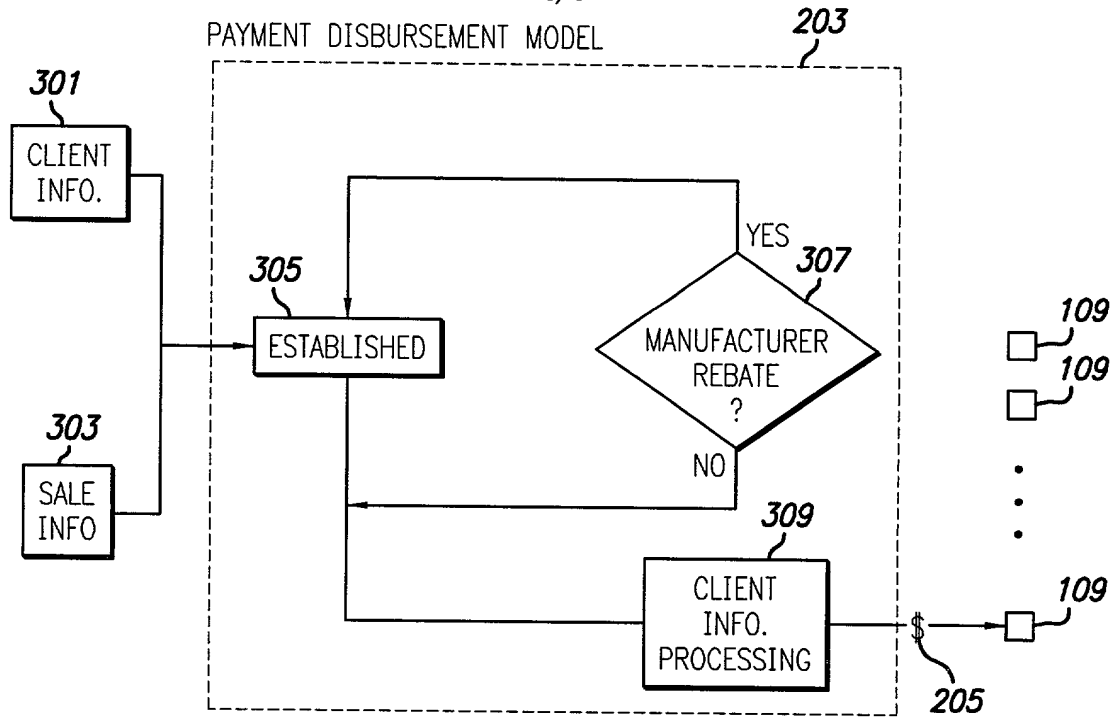 PAYMENT DISBURSEMENT MODEL
203
301
CLIENT
INFO.
YES
307
305
ESTABLISHED
MANUFACTURER
REBATE
?
109
109
303
SALE
INFO
NO
309
CLIENT
INFO.
PROCESSING
$
109
205